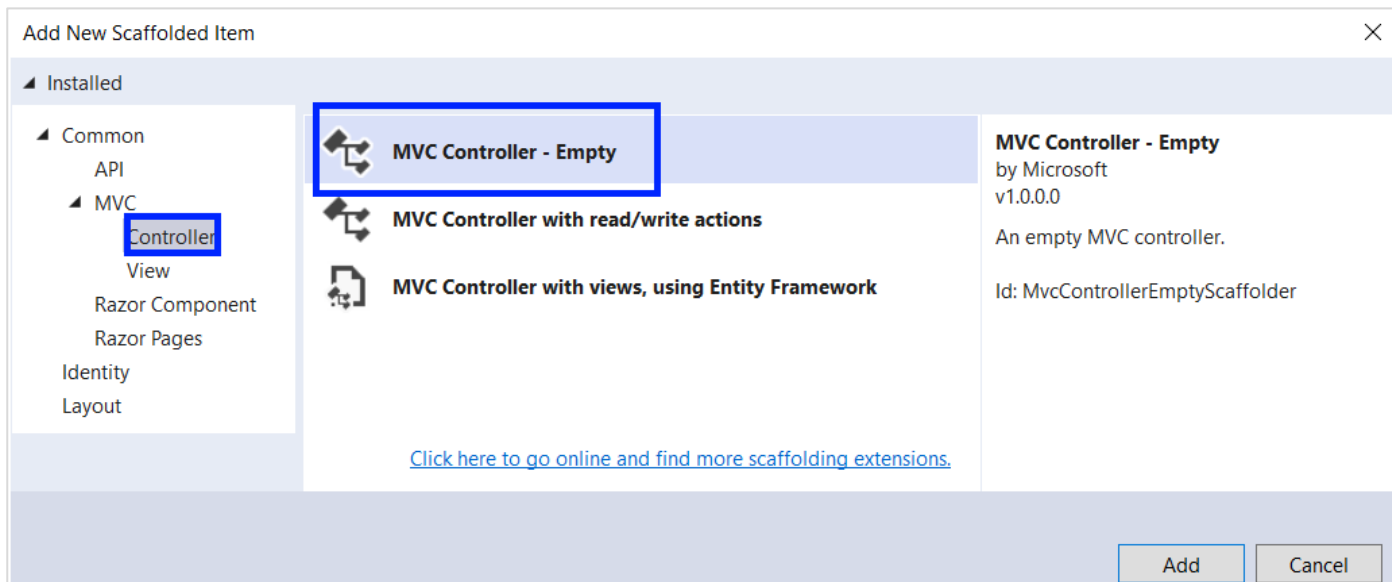 Add New Scaffolded Item
Installed
Common
API
MVC
Controller
View
Razor Component
Razor Pages
Identity
Layout
MVC Controller - Empty
MVC Controller with read/write actions
MVC Controller with views, using Entity Framework
Click here to go online and find more scaffolding extensions.
MVC Controller - Empty
by Microsoft
v1.0.0.0
An empty MVC controller.
Id: MvcControllerEmptyScaffolder
Add
Cancel